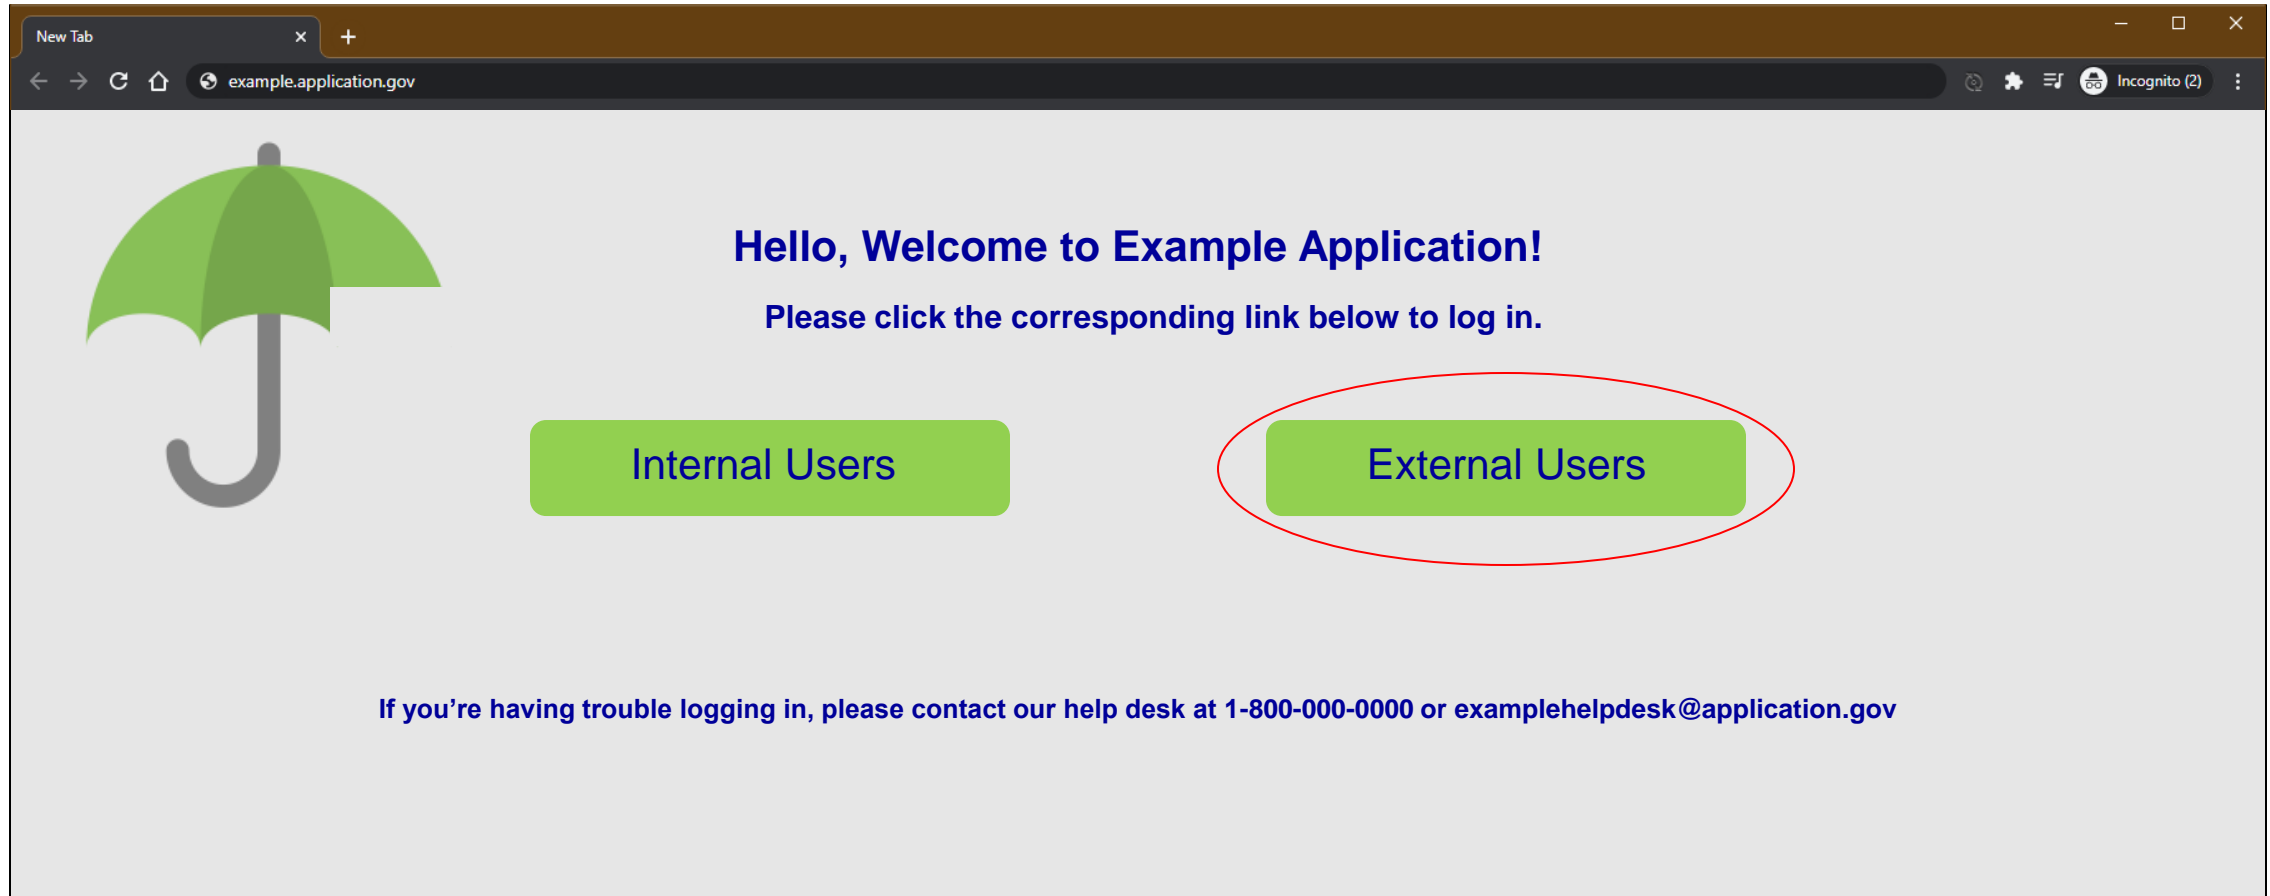 New Tab
example.application.gov
Incognito (2)
Hello, Welcome to Example Application!
Please click the corresponding link below to log in.
Internal Users
External Users
If you’re having trouble logging in, please contact our help desk at 1-800-000-0000 or examplehelpdesk@application.gov